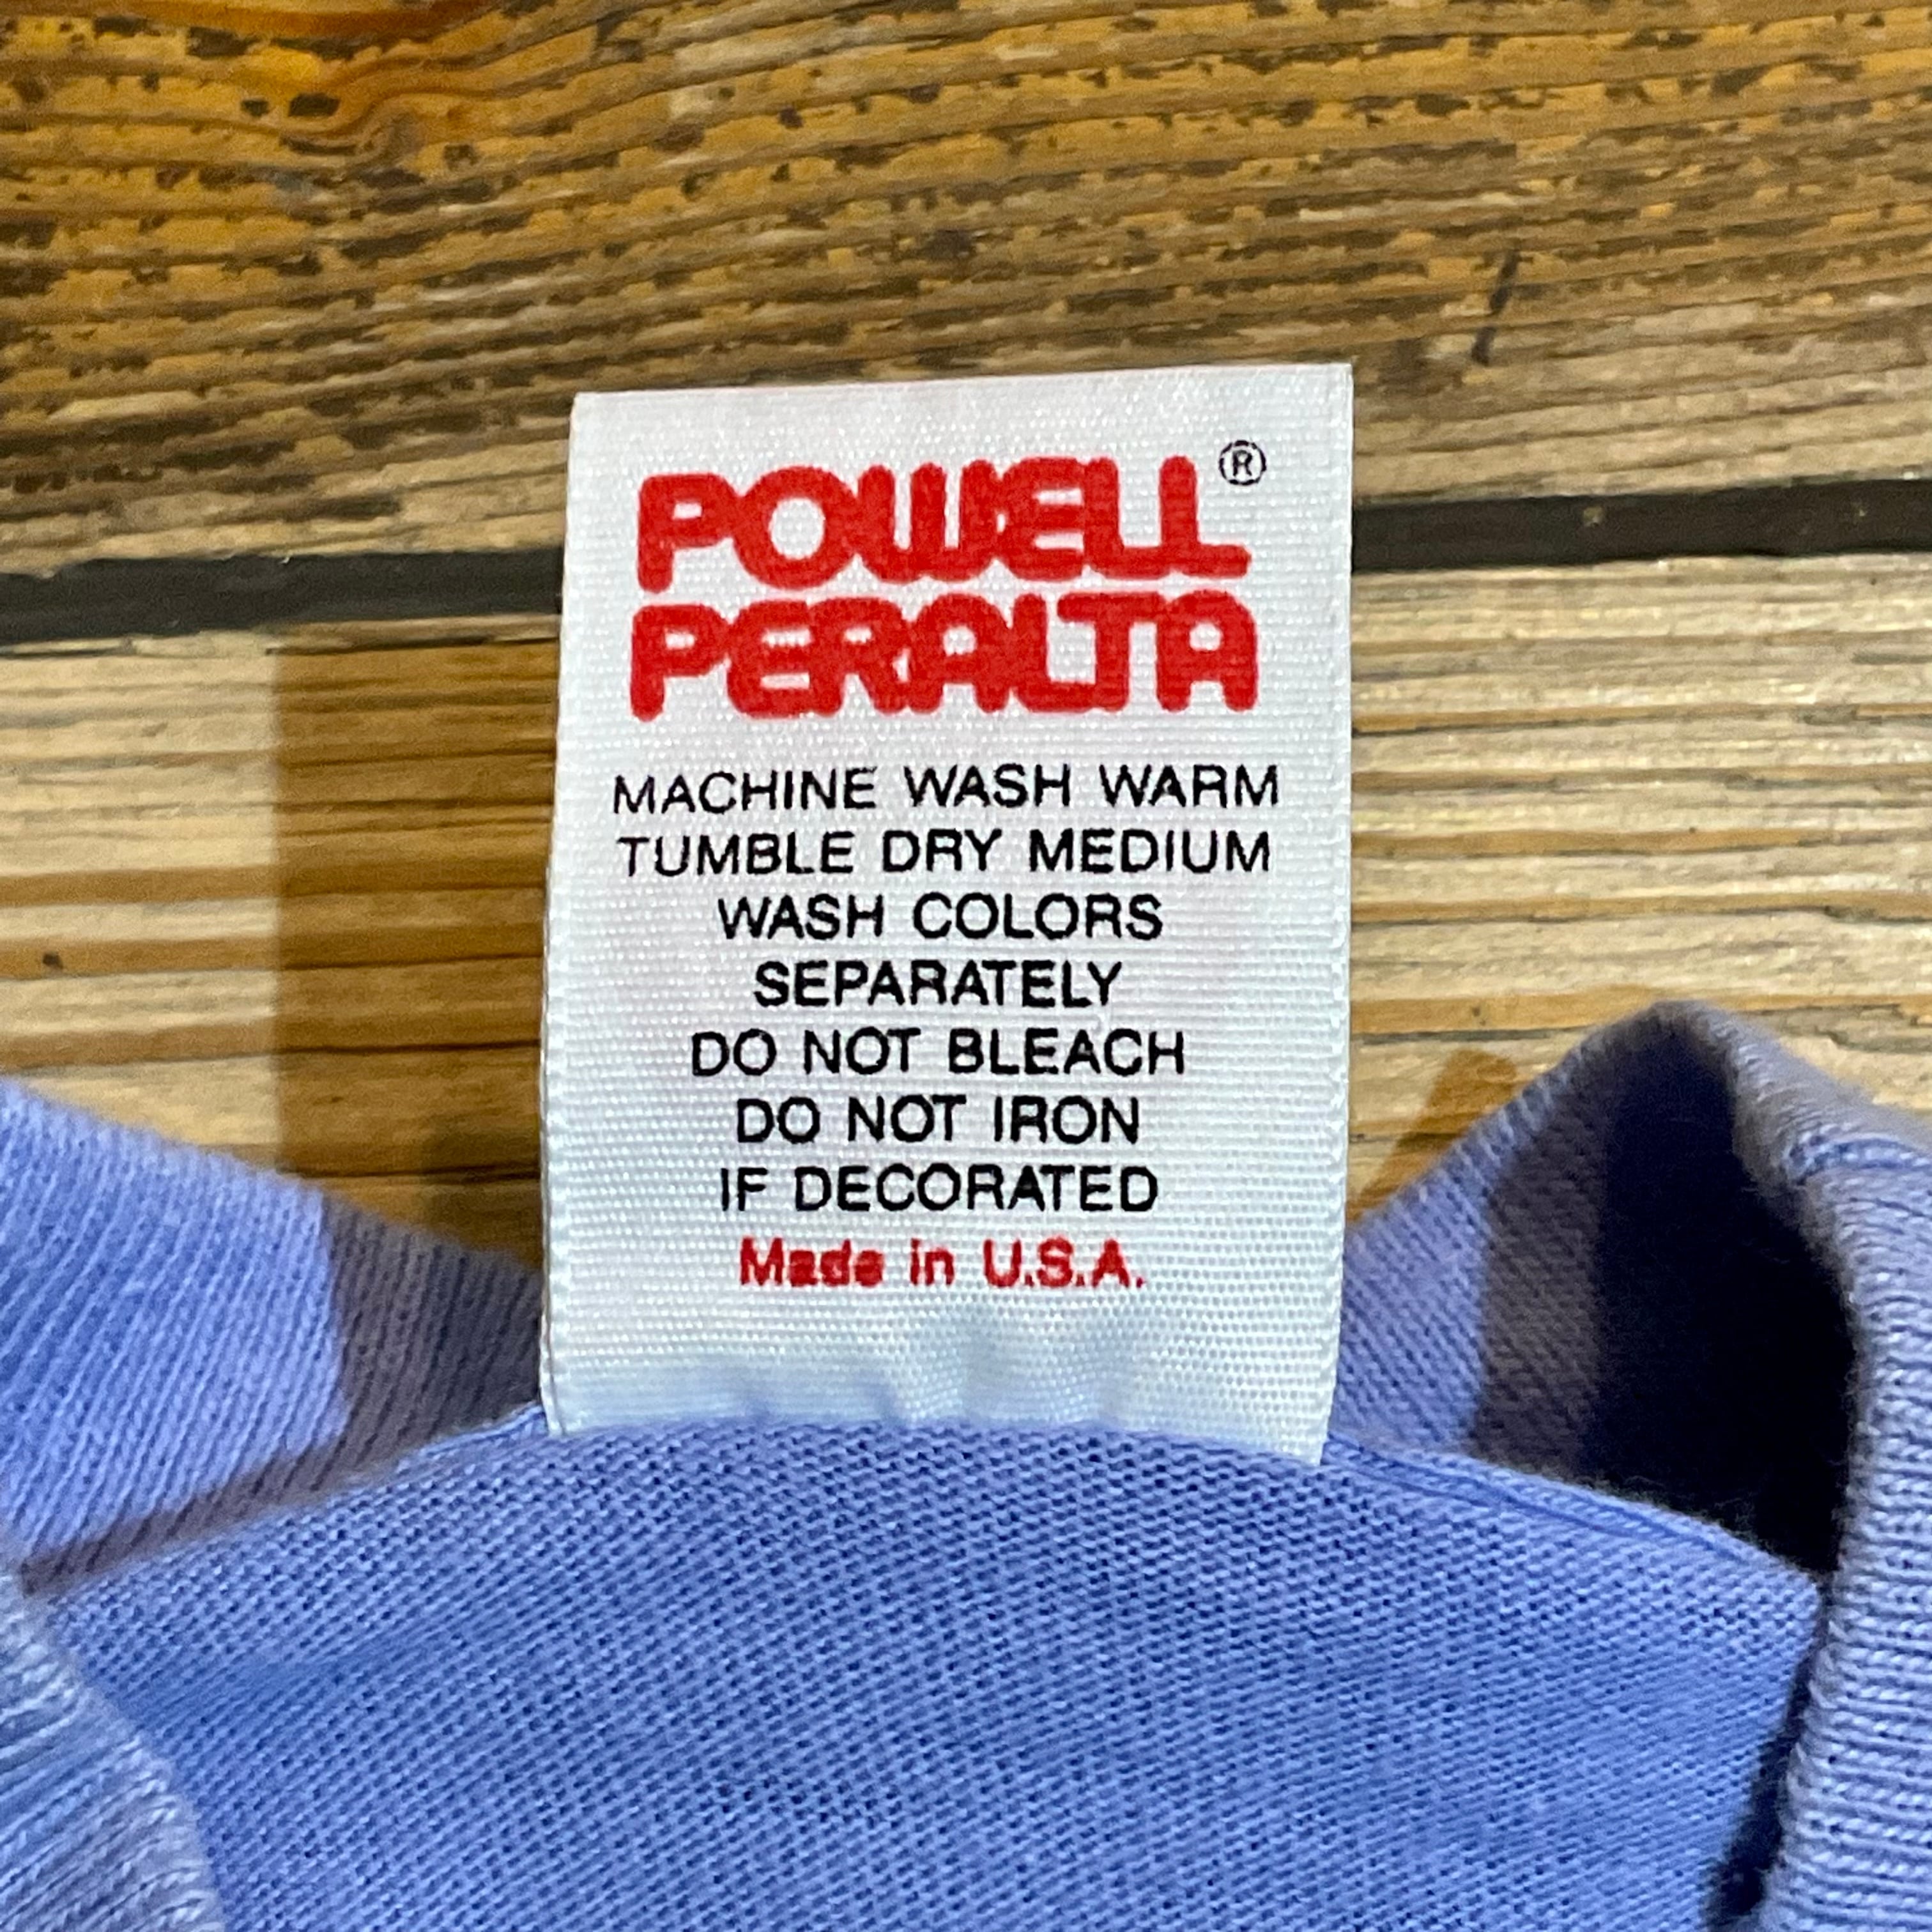 POWELL®
PERALTA
MACHINE WASH WARM
TUMBLE DRY MEDIUM
WASH COLORS
SEPARATELY
DO NOT BLEACH
DO NOT IRON
IF DECORATED
Made in U.S.A.